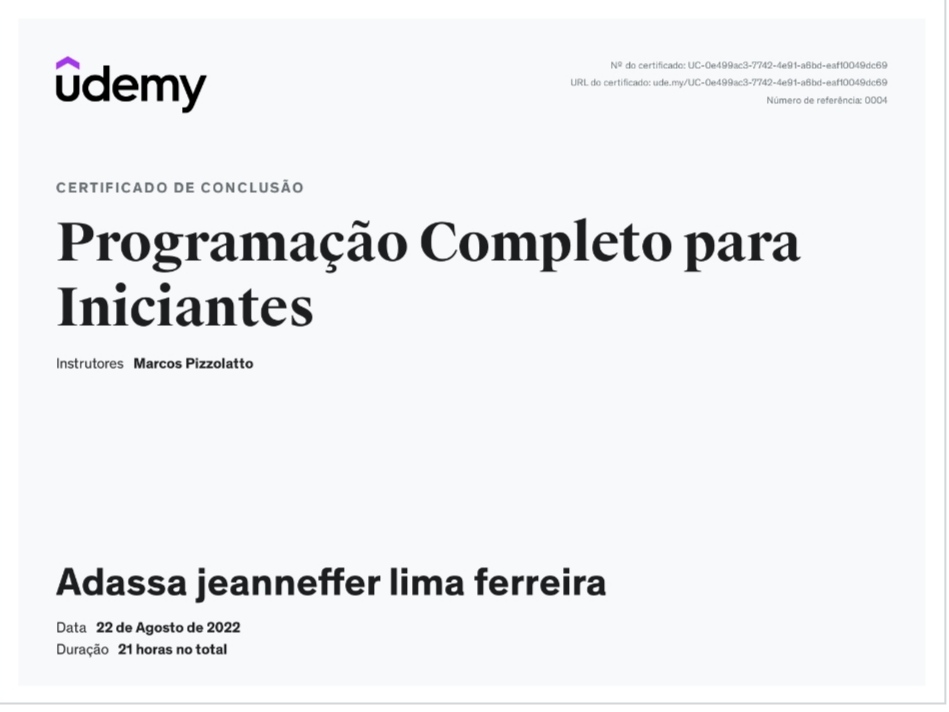 udemy
Nº do certificado: UC-0e499ac3-7742-4e91-a6bd-eaf10049dc69
URL do certificado: ude.my/UC-0e499ac3-7742-4e91-a6bd-eaf10049dc69
Número de referência: 0004
CERTIFICADO DE CONCLUSÃO
Programação Completo para
Iniciantes
Instrutores Marcos Pizzolatto
Adassa jeanneffer lima ferreira
Data 22 de Agosto de 2022
Duração 21 horas no total